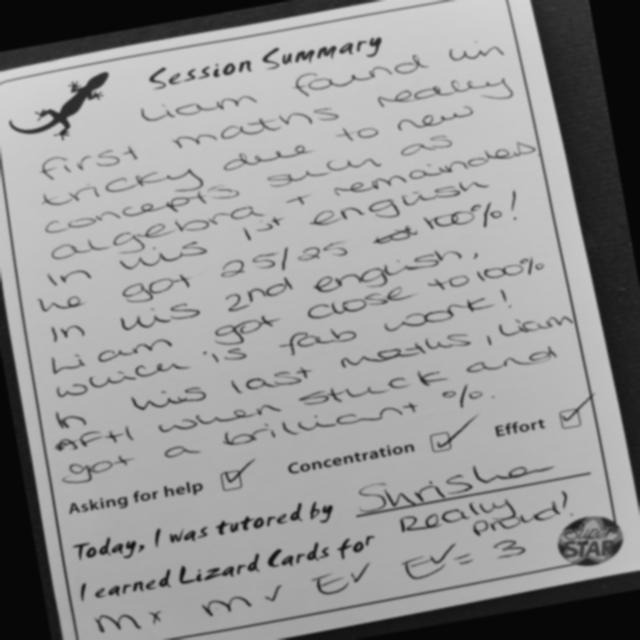 Session Summary
Liam found his
first maths really
tricky due to new
concepts such as
algebra + remainders
In his 1st english
he got 25/25 100%!
In his 2nd english,
Liam got close to 100%
which is fab work!
In his last maths, Liam
AFH when stuck and
got a brilliant %.
Asking for help ✓ Concentration ✓ Effort ✓
Today, I was tutored by Shrisha
I earned Lizard Cards for Really proud!
M x M ✓ E ✓ E ✓ = 3
STAR